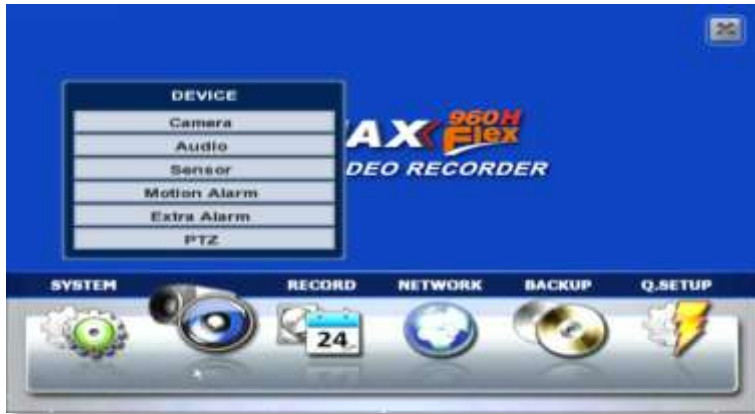 DEVICE
Camera
Audio
Sensor
Motion Alarm
Extra Alarm
PTZ
AX 960H Flex
DEO RECORDER
SYSTEM RECORD NETWORK BACKUP Q.SETUP
24